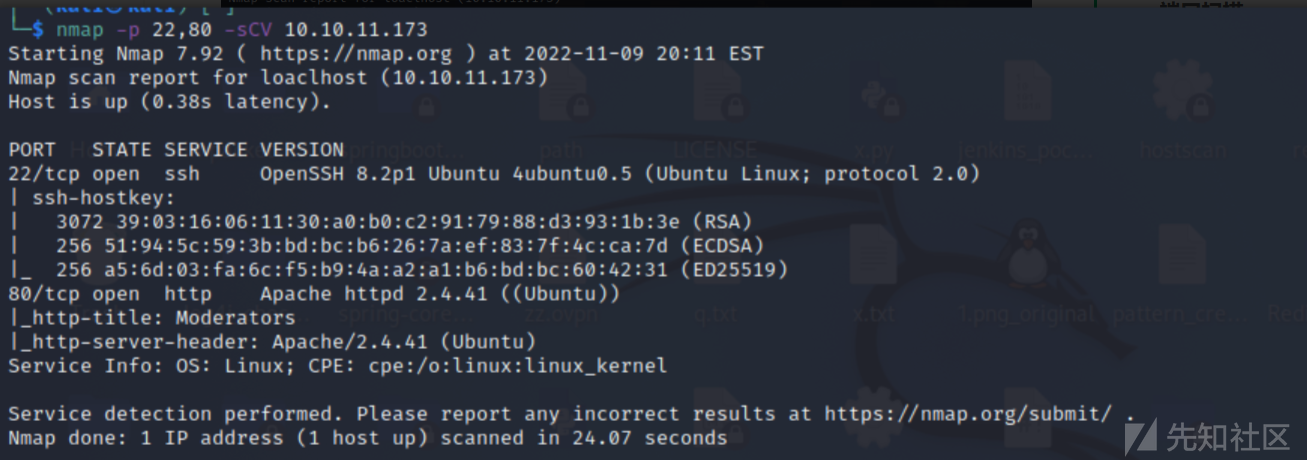 └─$ nmap -p 22,80 -sCV 10.10.11.173
Starting Nmap 7.92 ( https://nmap.org ) at 2022-11-09 20:11 EST
Nmap scan report for loaclhost (10.10.11.173)
Host is up (0.38s latency).
PORT   STATE SERVICE VERSION
22/tcp open  ssh     OpenSSH 8.2p1 Ubuntu 4ubuntu0.5 (Ubuntu Linux; protocol 2.0)
| ssh-hostkey:
|   3072 39:03:16:06:11:30:a0:b0:c2:91:79:88:d3:93:1b:3e (RSA)
|   256 51:94:5c:59:3b:bd:bc:b6:26:7a:ef:83:7f:4c:ca:7d (ECDSA)
|_  256 a5:6d:03:fa:6c:f5:b9:4a:a2:a1:b6:bd:bc:60:42:31 (ED25519)
80/tcp open  http    Apache httpd 2.4.41 ((Ubuntu))
|_http-title: Moderators
|_http-server-header: Apache/2.4.41 (Ubuntu)
Service Info: OS: Linux; CPE: cpe:/o:linux:linux_kernel
Service detection performed. Please report any incorrect results at https://nmap.org/submit/ .
Nmap done: 1 IP address (1 host up) scanned in 24.07 seconds
path
LICENSE
x.py
jenkins_poc...
hostscan
zz.ovpn
q.txt
x.txt
1.png_original
pattern_cre...
先知社区